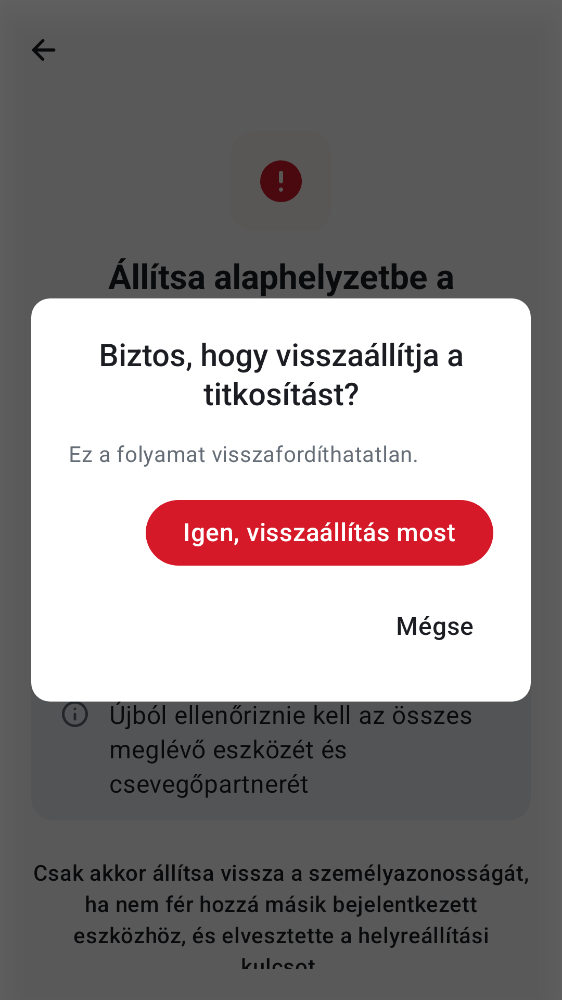 Állítsa alaphelyzetbe a
Biztos, hogy visszaállítja a
titkosítást?
Ez a folyamat visszafordíthatatlan.
Igen, visszaállítás most
Mégse
Újból ellenőriznie kell az összes
meglévő eszközét és
csevegőpartnerét
Csak akkor állítsa vissza a személyazonosságát,
ha nem fér hozzá másik bejelentkezett
eszközhöz, és elvesztette a helyreállítási
kulcsot